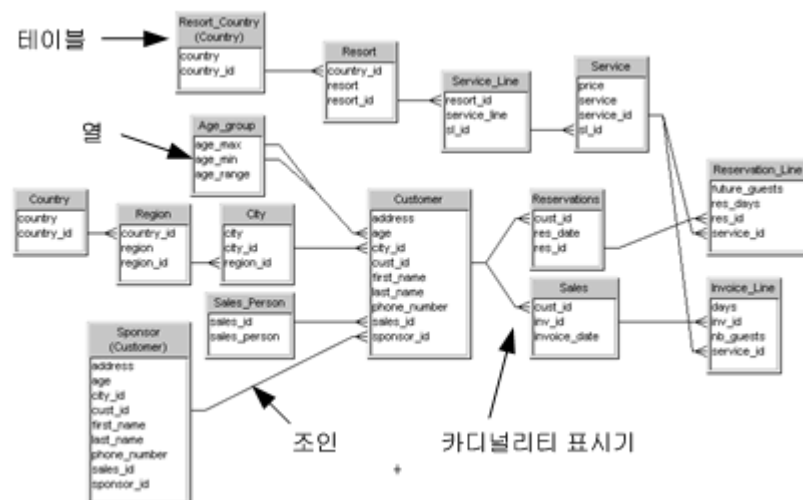 테이블
Resort_Country
(Country)
country
country_id
Resort
country_id
resort
resort_id
Service_Line
resort_id
service_line
sl_id
Service
price
service
service_id
sl_id
열
Age_group
age_max
age_min
age_range
Country
country
country_id
Region
country_id
region
region_id
City
city
city_id
region_id
Customer
address
age
city_id
cust_id
first_name
last_name
phone_number
sales_id
sponsor_id
Reservations
cust_id
res_date
res_id
Reservation_Line
future_guests
res_days
res_id
service_id
Sales_Person
sales_id
sales_person
Sales
cust_id
inv_id
invoice_date
Invoice_Line
days
inv_id
nb_guests
service_id
Sponsor
(Customer)
address
age
city_id
cust_id
first_name
last_name
phone_number
sales_id
sponsor_id
조인
카디널리티 표시기